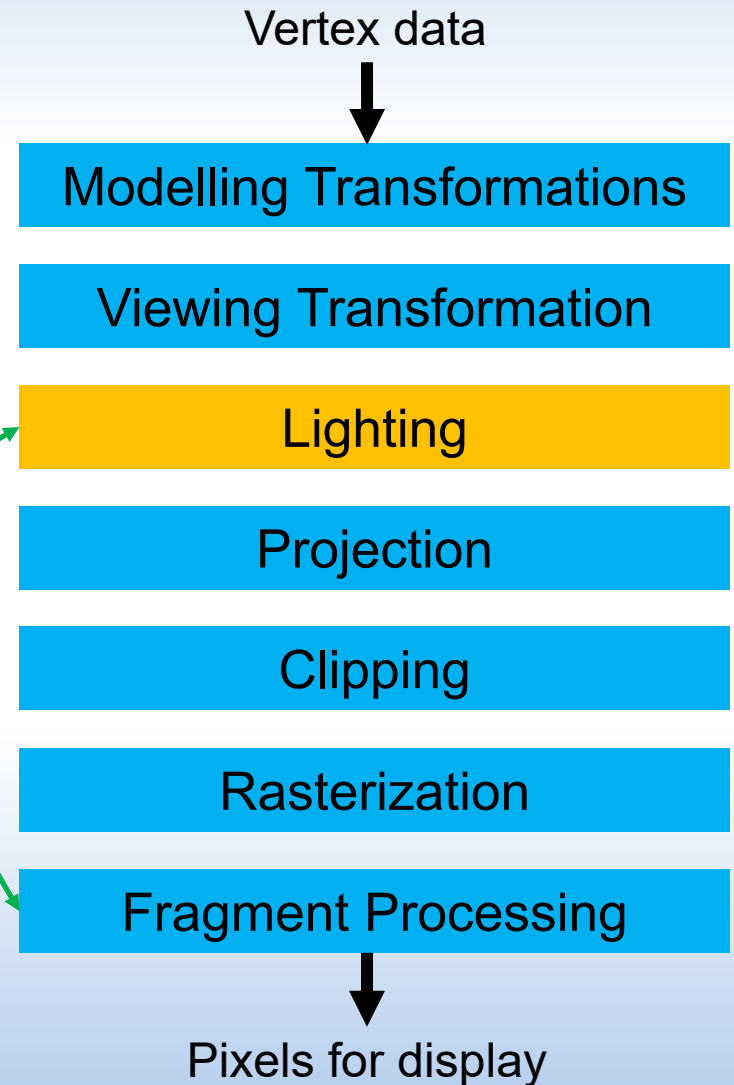 Vertex data
Modelling Transformations
Viewing Transformation
Lighting
Projection
Clipping
Rasterization
Fragment Processing
Pixels for display